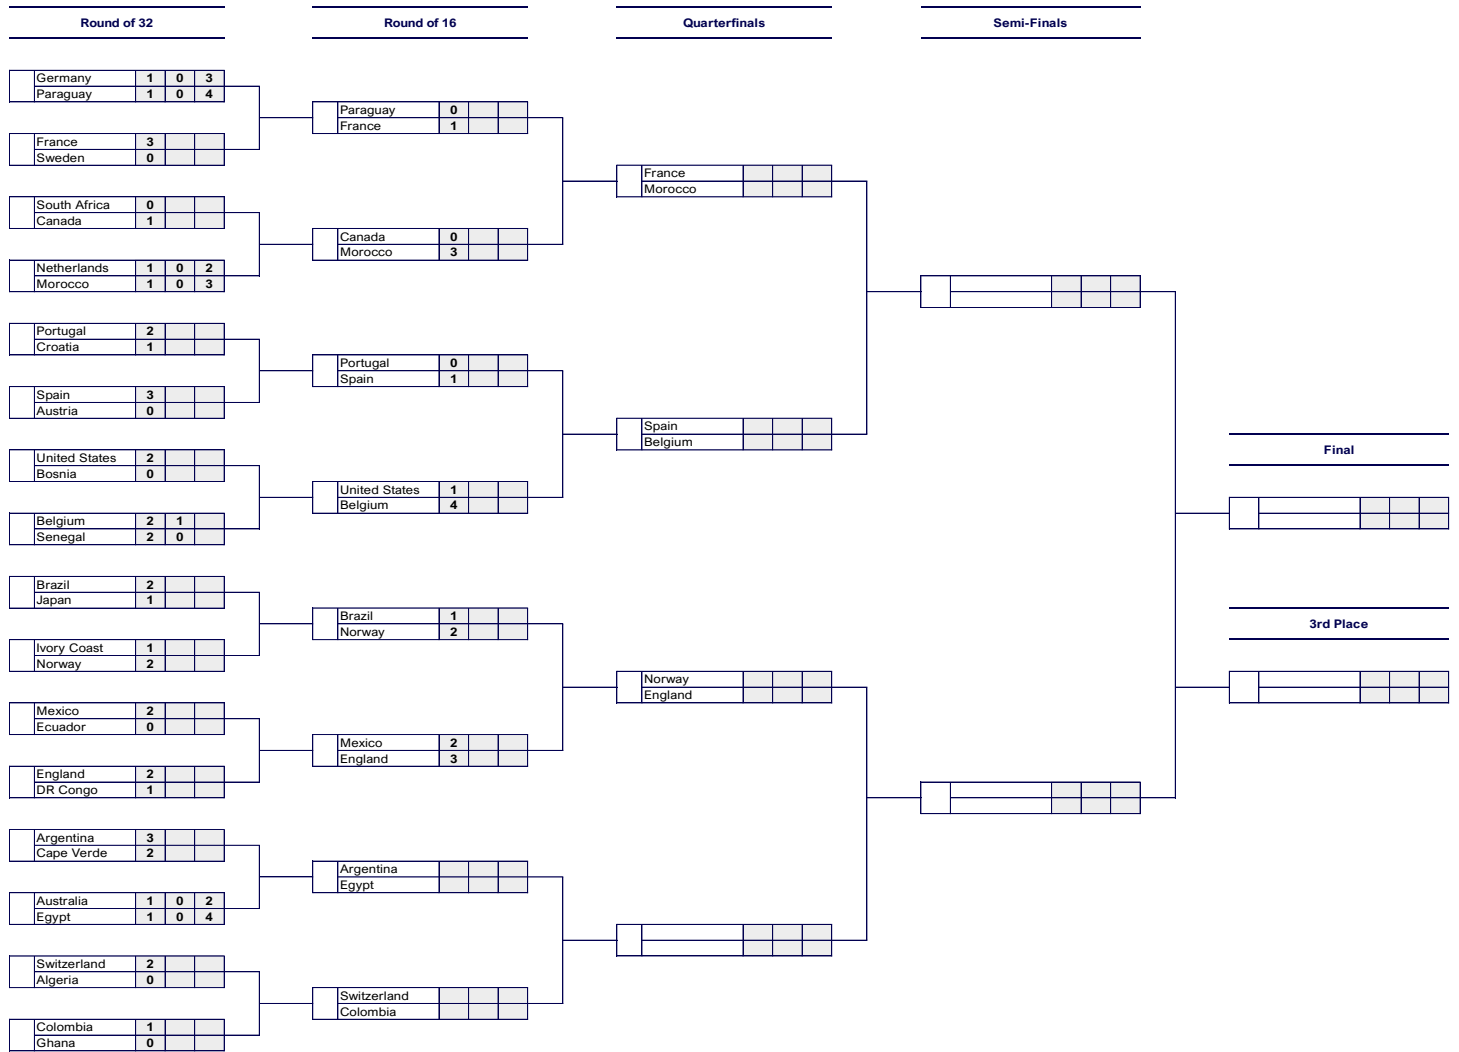 Round of 32
Round of 16
Quarterfinals
Semi-Finals
Germany 1 0 3
Paraguay 1 0 4
France 3
Sweden 0
South Africa 0
Canada 1
Netherlands 1 0 2
Morocco 1 0 3
Portugal 2
Croatia 1
Spain 3
Austria 0
United States 2
Bosnia 0
Belgium 2 1
Senegal 2 0
Brazil 2
Japan 1
Ivory Coast 1
Norway 2
Mexico 2
Ecuador 0
England 2
DR Congo 1
Argentina 3
Cape Verde 2
Australia 1 0 2
Egypt 1 0 4
Switzerland 2
Algeria 0
Colombia 1
Ghana 0
Paraguay 0
France 1
Canada 0
Morocco 3
Portugal 0
Spain 1
United States 1
Belgium 4
Brazil 1
Norway 2
Mexico 2
England 3
Argentina
Egypt
Switzerland
Colombia
France
Morocco
Spain
Belgium
Norway
England
Final
3rd Place